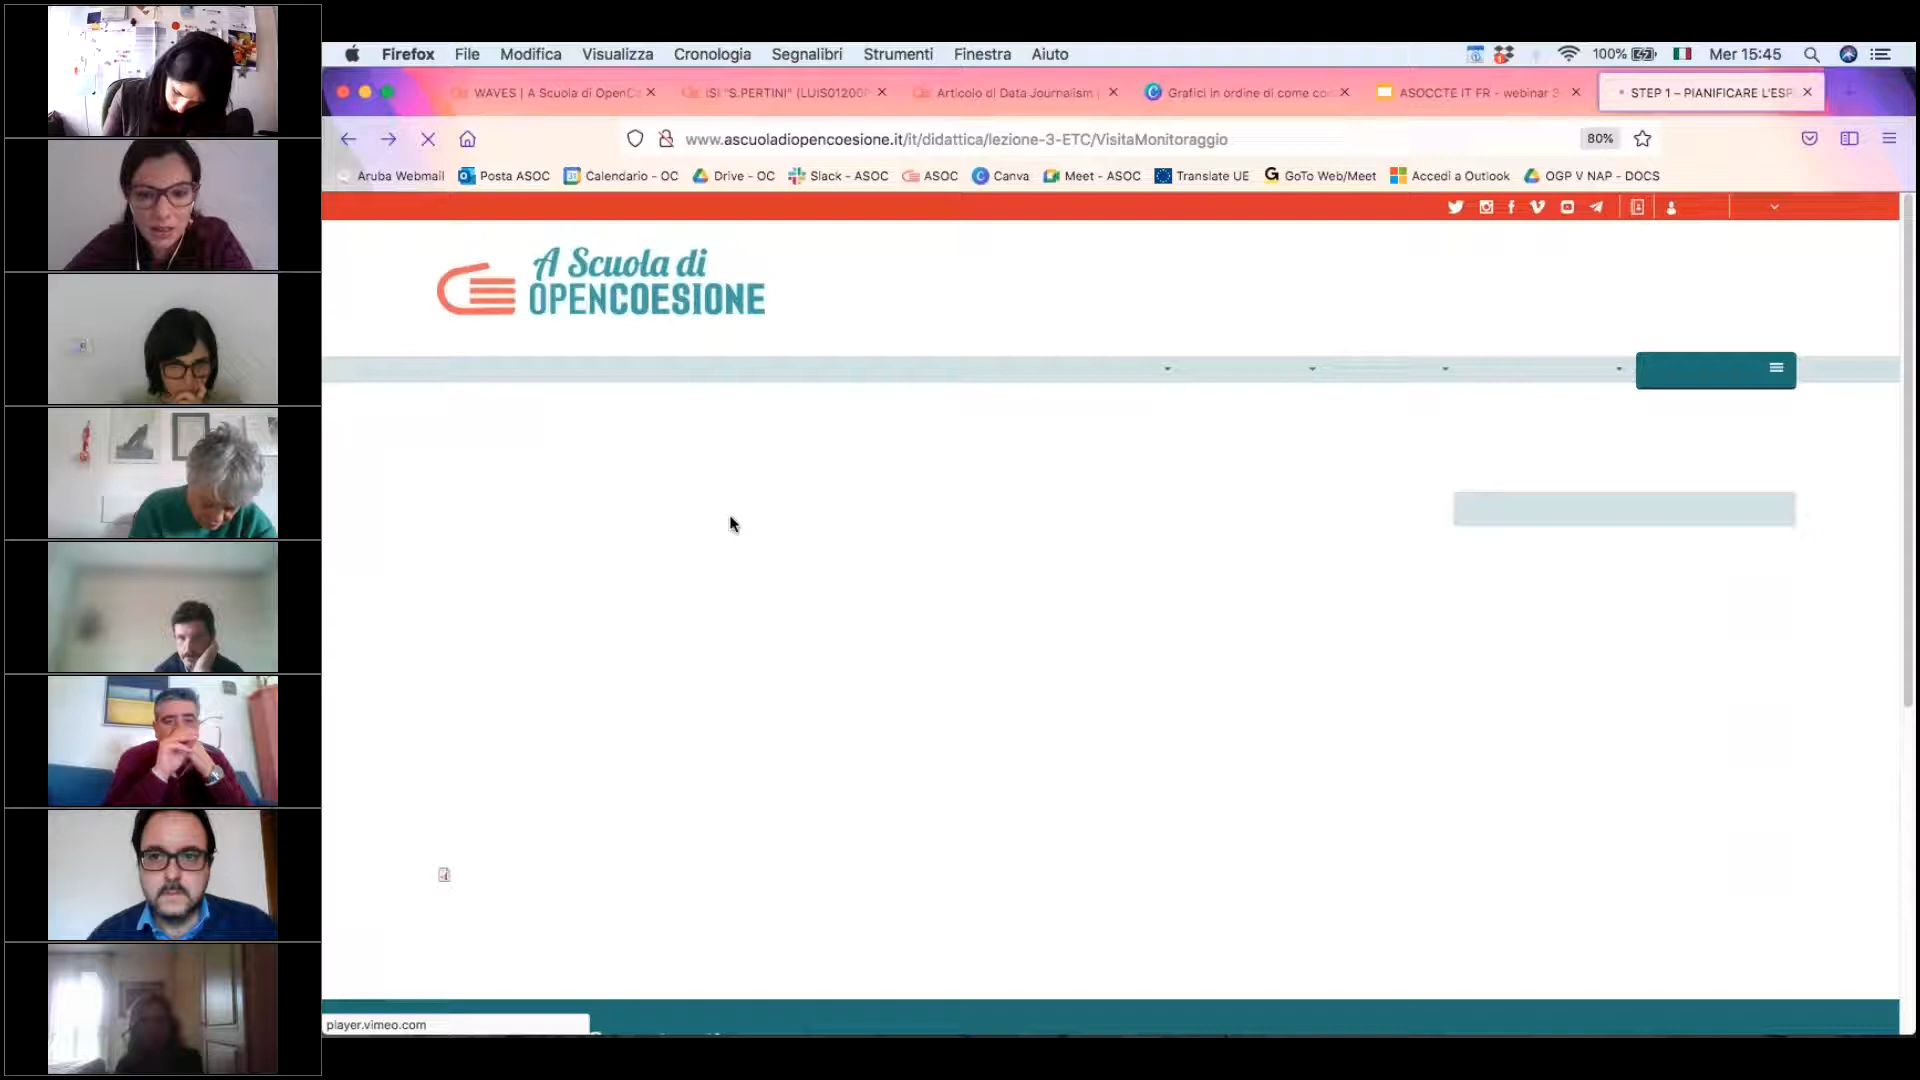 Firefox File Modifica Visualizza Cronologia Segnalibri Strumenti Finestra Aiuto 100% Mer 15:45
WAVES | A Scuola di OpenC
ISI "S.PERTINI" (LUIS01200P
Articolo di Data Journalism
Grafici in ordine di come co
ASOCCTE IT FR - webinar 3
STEP 1 – PIANIFICARE L'ESP
www.ascuoladiopencoesione.it/it/didattica/lezione-3-ETC/VisitaMonitoraggio 80%
Aruba Webmail Posta ASOC Calendario - OC Drive - OC Slack - ASOC ASOC Canva Meet - ASOC Translate UE GoTo Web/Meet Accedi a Outlook OGP V NAP - DOCS
A Scuola di
OPENCOESIONE
player.vimeo.com